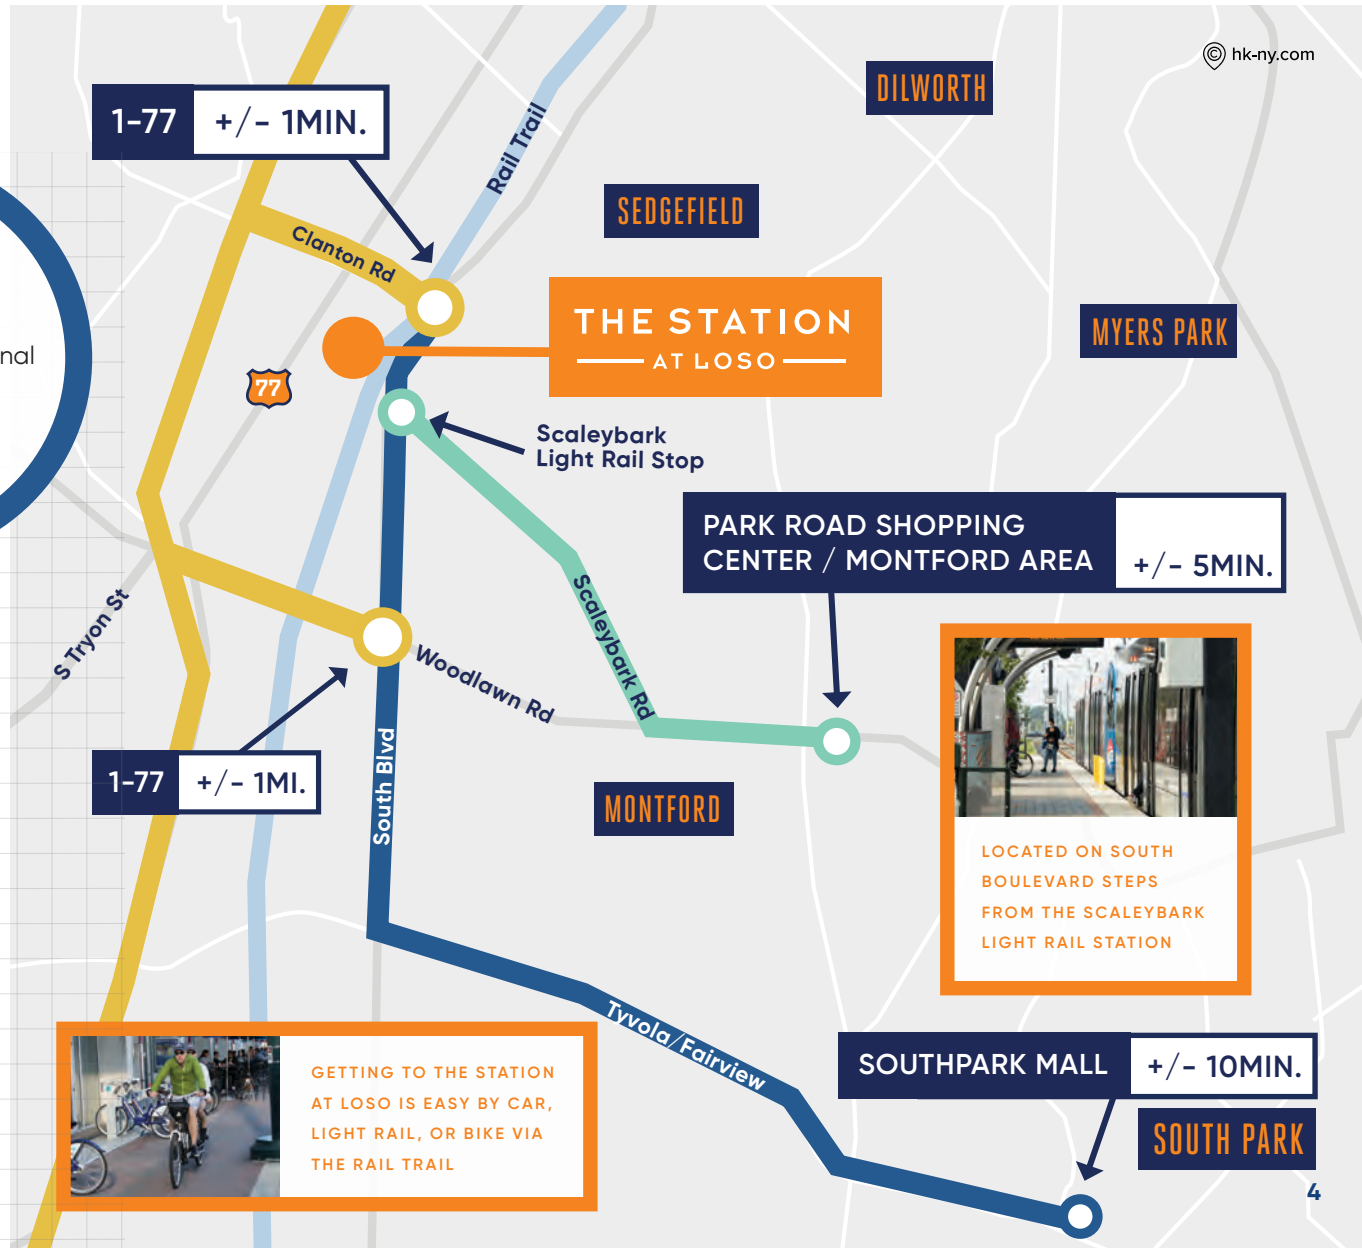 hk-ny.com
DILWORTH
1-77 +/- 1MIN.
Rail Trail
SEDGEFIELD
Clanton Rd
THE STATION
AT LOSO
MYERS PARK
nal
77
Scaleybark
Light Rail Stop
PARK ROAD SHOPPING
CENTER / MONTFORD AREA +/- 5MIN.
S Tryon St
Scaleybark Rd
Woodlawn Rd
1-77 +/- 1MI.
South Blvd
MONTFORD
LOCATED ON SOUTH
BOULEVARD STEPS
FROM THE SCALEYBARK
LIGHT RAIL STATION
Tyvola/Fairview
GETTING TO THE STATION
AT LOSO IS EASY BY CAR,
LIGHT RAIL, OR BIKE VIA
THE RAIL TRAIL
SOUTHPARK MALL +/- 10MIN.
SOUTH PARK
4